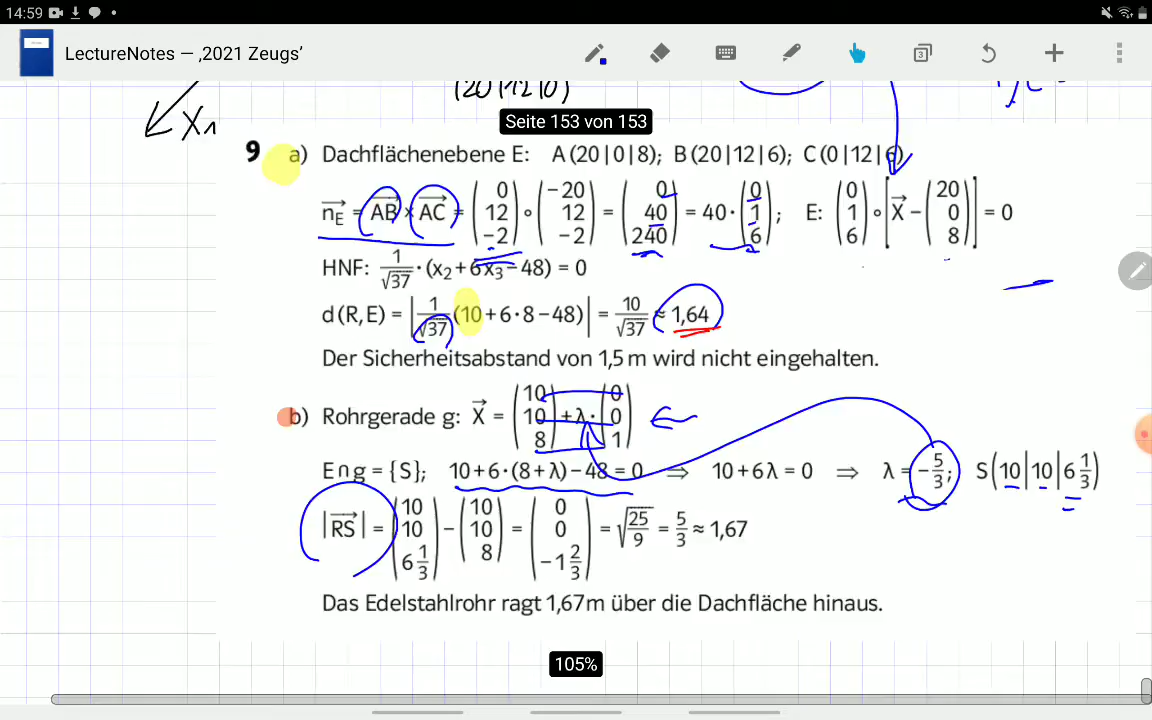 14:59
LectureNotes — ‚2021 Zeugs’
3
(20|12|0)
X1
Seite 153 von 153
9 a) Dachflächenebene E: A(20|0|8); B(20|12|6); C(0|12|6)
n⃗_E = AB⃗ × AC⃗ = (0 12 −2) ∘ (−20 12 −2) = (0 40 240) = 40 · (0 1 6); E: (0 1 6) ∘ [X⃗ − (20 0 8)] = 0
HNF: 1/√37 · (x₂ + 6x₃ − 48) = 0
d(R,E) = |1/√37 (10 + 6 · 8 − 48)| = 10/√37 ≈ 1,64
Der Sicherheitsabstand von 1,5 m wird nicht eingehalten.
b) Rohrgerade g: X⃗ = (10 10 8) + λ · (0 0 1)
E∩g = {S}; 10 + 6 · (8 + λ) − 48 = 0 ⇒ 10 + 6λ = 0 ⇒ λ = −5/3; S(10|10|6 1/3)
|RS⃗| = (10 10 6 1/3) − (10 10 8) = (0 0 −1 2/3) = √25/9 = 5/3 ≈ 1,67
Das Edelstahlrohr ragt 1,67 m über die Dachfläche hinaus.
105%